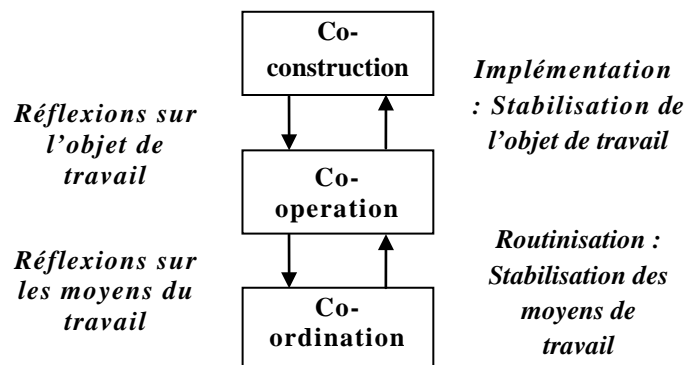 Co-
construction
Implémentation
: Stabilisation de
l'objet de travail
Réflexions sur
l'objet de
travail
Co-
operation
Réflexions sur
les moyens du
travail
Routinisation :
Stabilisation des
moyens de
travail
Co-
ordination